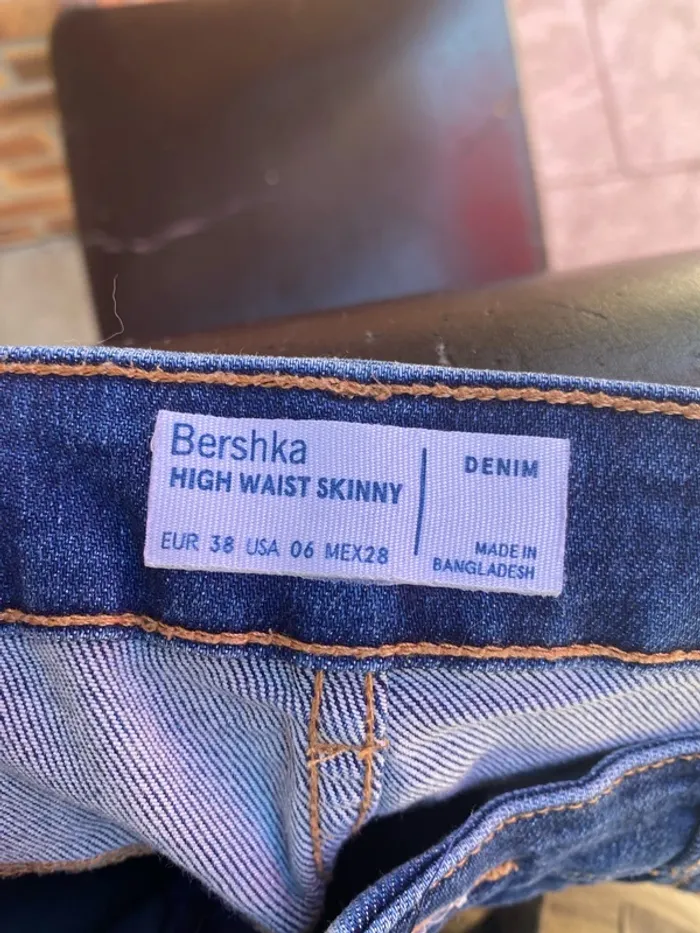 Bershka
HIGH WAIST SKINNY
EUR 38 USA 06 MEX28
DENIM
MADE IN
BANGLADESH